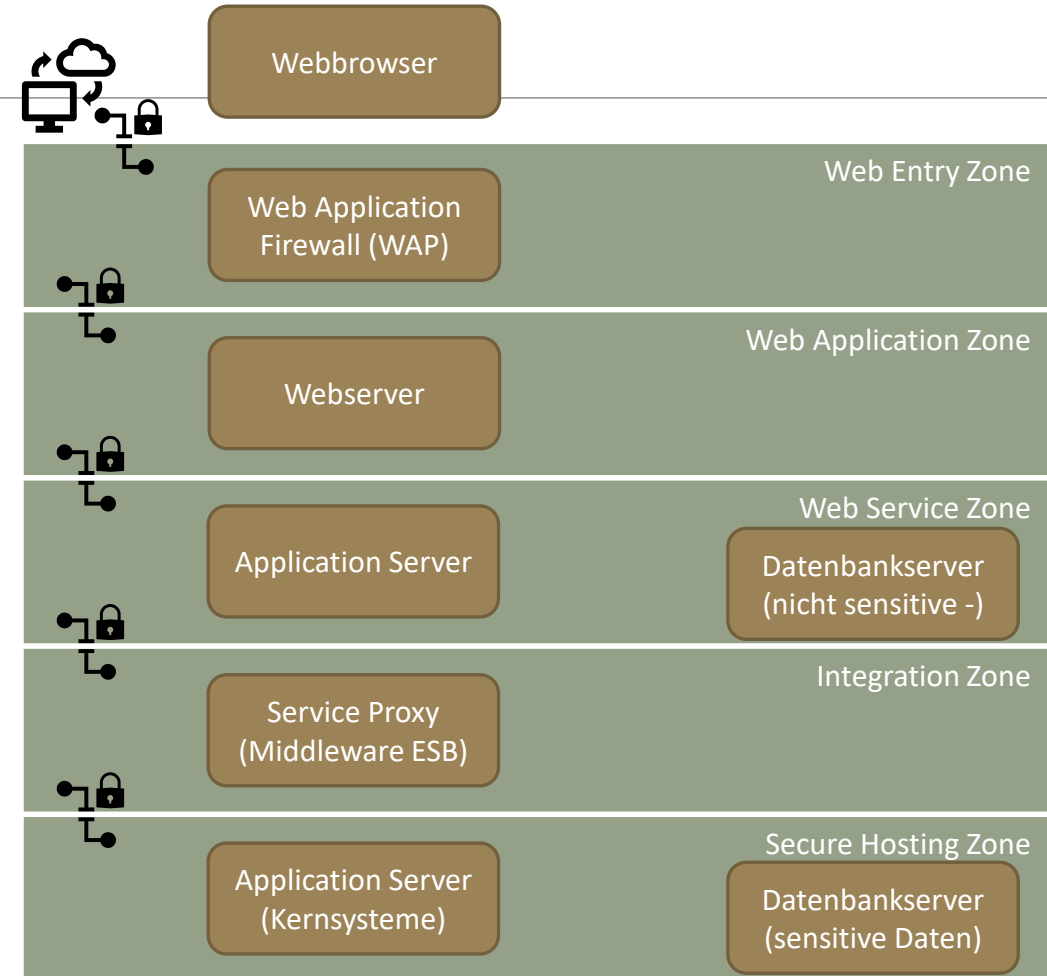 Webbrowser
Web Entry Zone
Web Application
Firewall (WAP)
Web Application Zone
Webserver
Web Service Zone
Application Server
Datenbankserver
(nicht sensitive -)
Integration Zone
Service Proxy
(Middleware ESB)
Secure Hosting Zone
Application Server
(Kernsysteme)
Datenbankserver
(sensitive Daten)